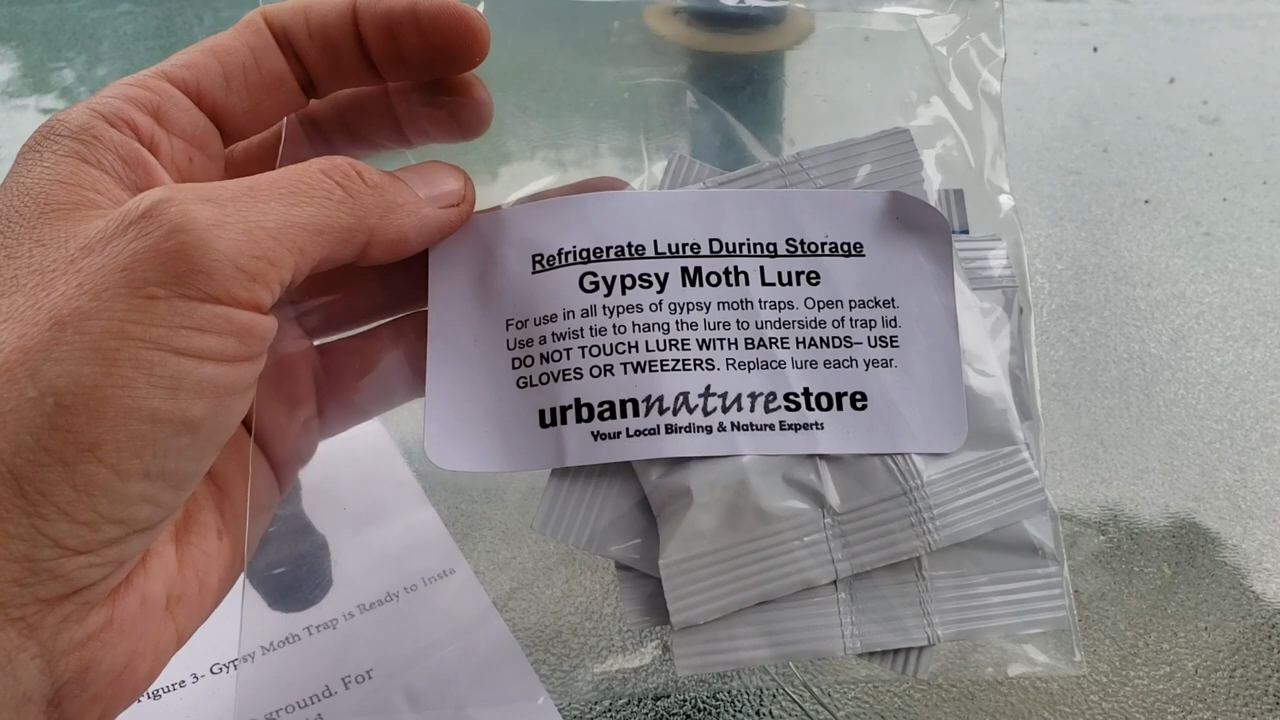 Refrigerate Lure During Storage
Gypsy Moth Lure
For use in all types of gypsy moth traps. Open packet.
Use a twist tie to hang the lure to underside of trap lid.
DO NOT TOUCH LURE WITH BARE HANDS– USE
GLOVES OR TWEEZERS. Replace lure each year.
urbannaturestore
Your Local Birding & Nature Experts
Figure 3- Gypsy Moth Trap is Ready to Insta
ground. For